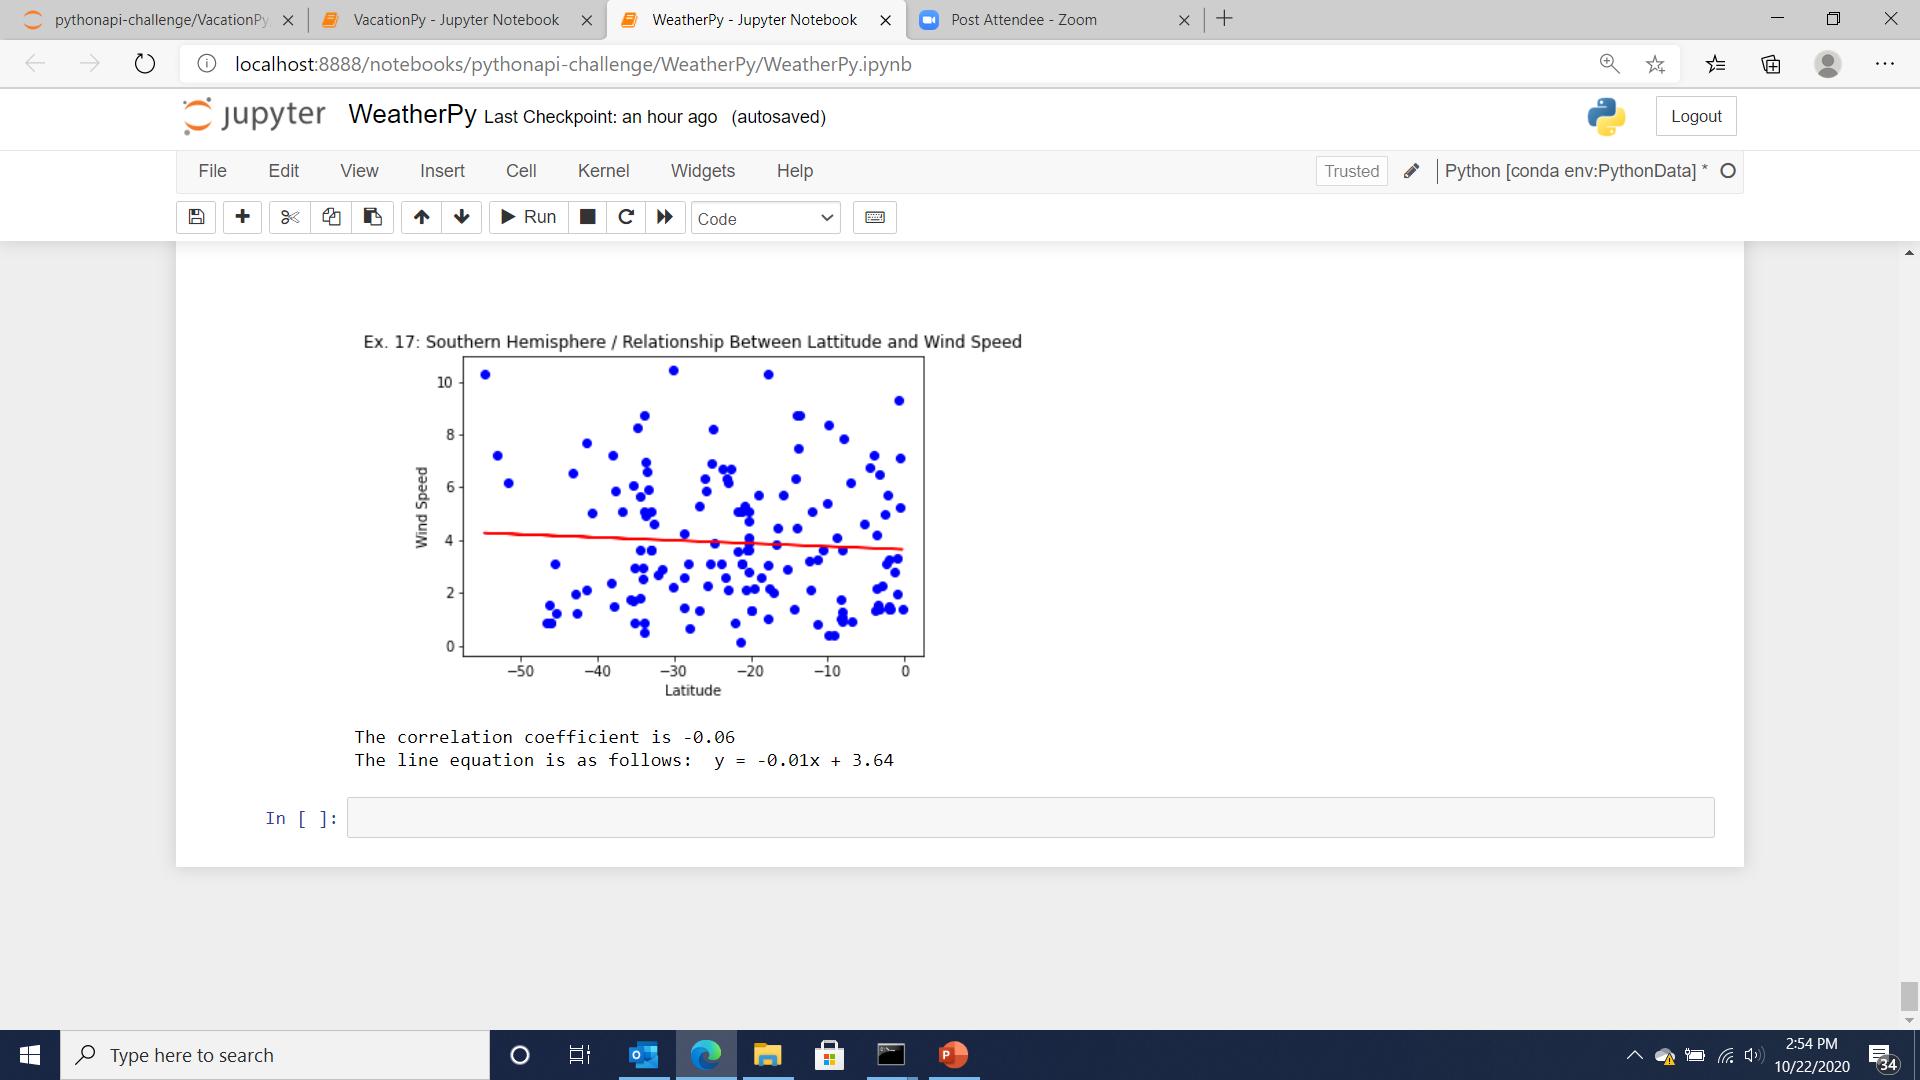 pythonapi-challenge/VacationPy
VacationPy - Jupyter Notebook
WeatherPy - Jupyter Notebook
Post Attendee - Zoom
localhost:8888/notebooks/pythonapi-challenge/WeatherPy/WeatherPy.ipynb
jupyter WeatherPy Last Checkpoint: an hour ago (autosaved)
Logout
File Edit View Insert Cell Kernel Widgets Help
Trusted
Python [conda env:PythonData] *
Run
Code
Ex. 17: Southern Hemisphere / Relationship Between Lattitude and Wind Speed
10
8
6
4
2
0
Wind Speed
−50 −40 −30 −20 −10 0
Latitude
The correlation coefficient is -0.06
The line equation is as follows:  y = -0.01x + 3.64
In [ ]:
Type here to search
2:54 PM
10/22/2020
34